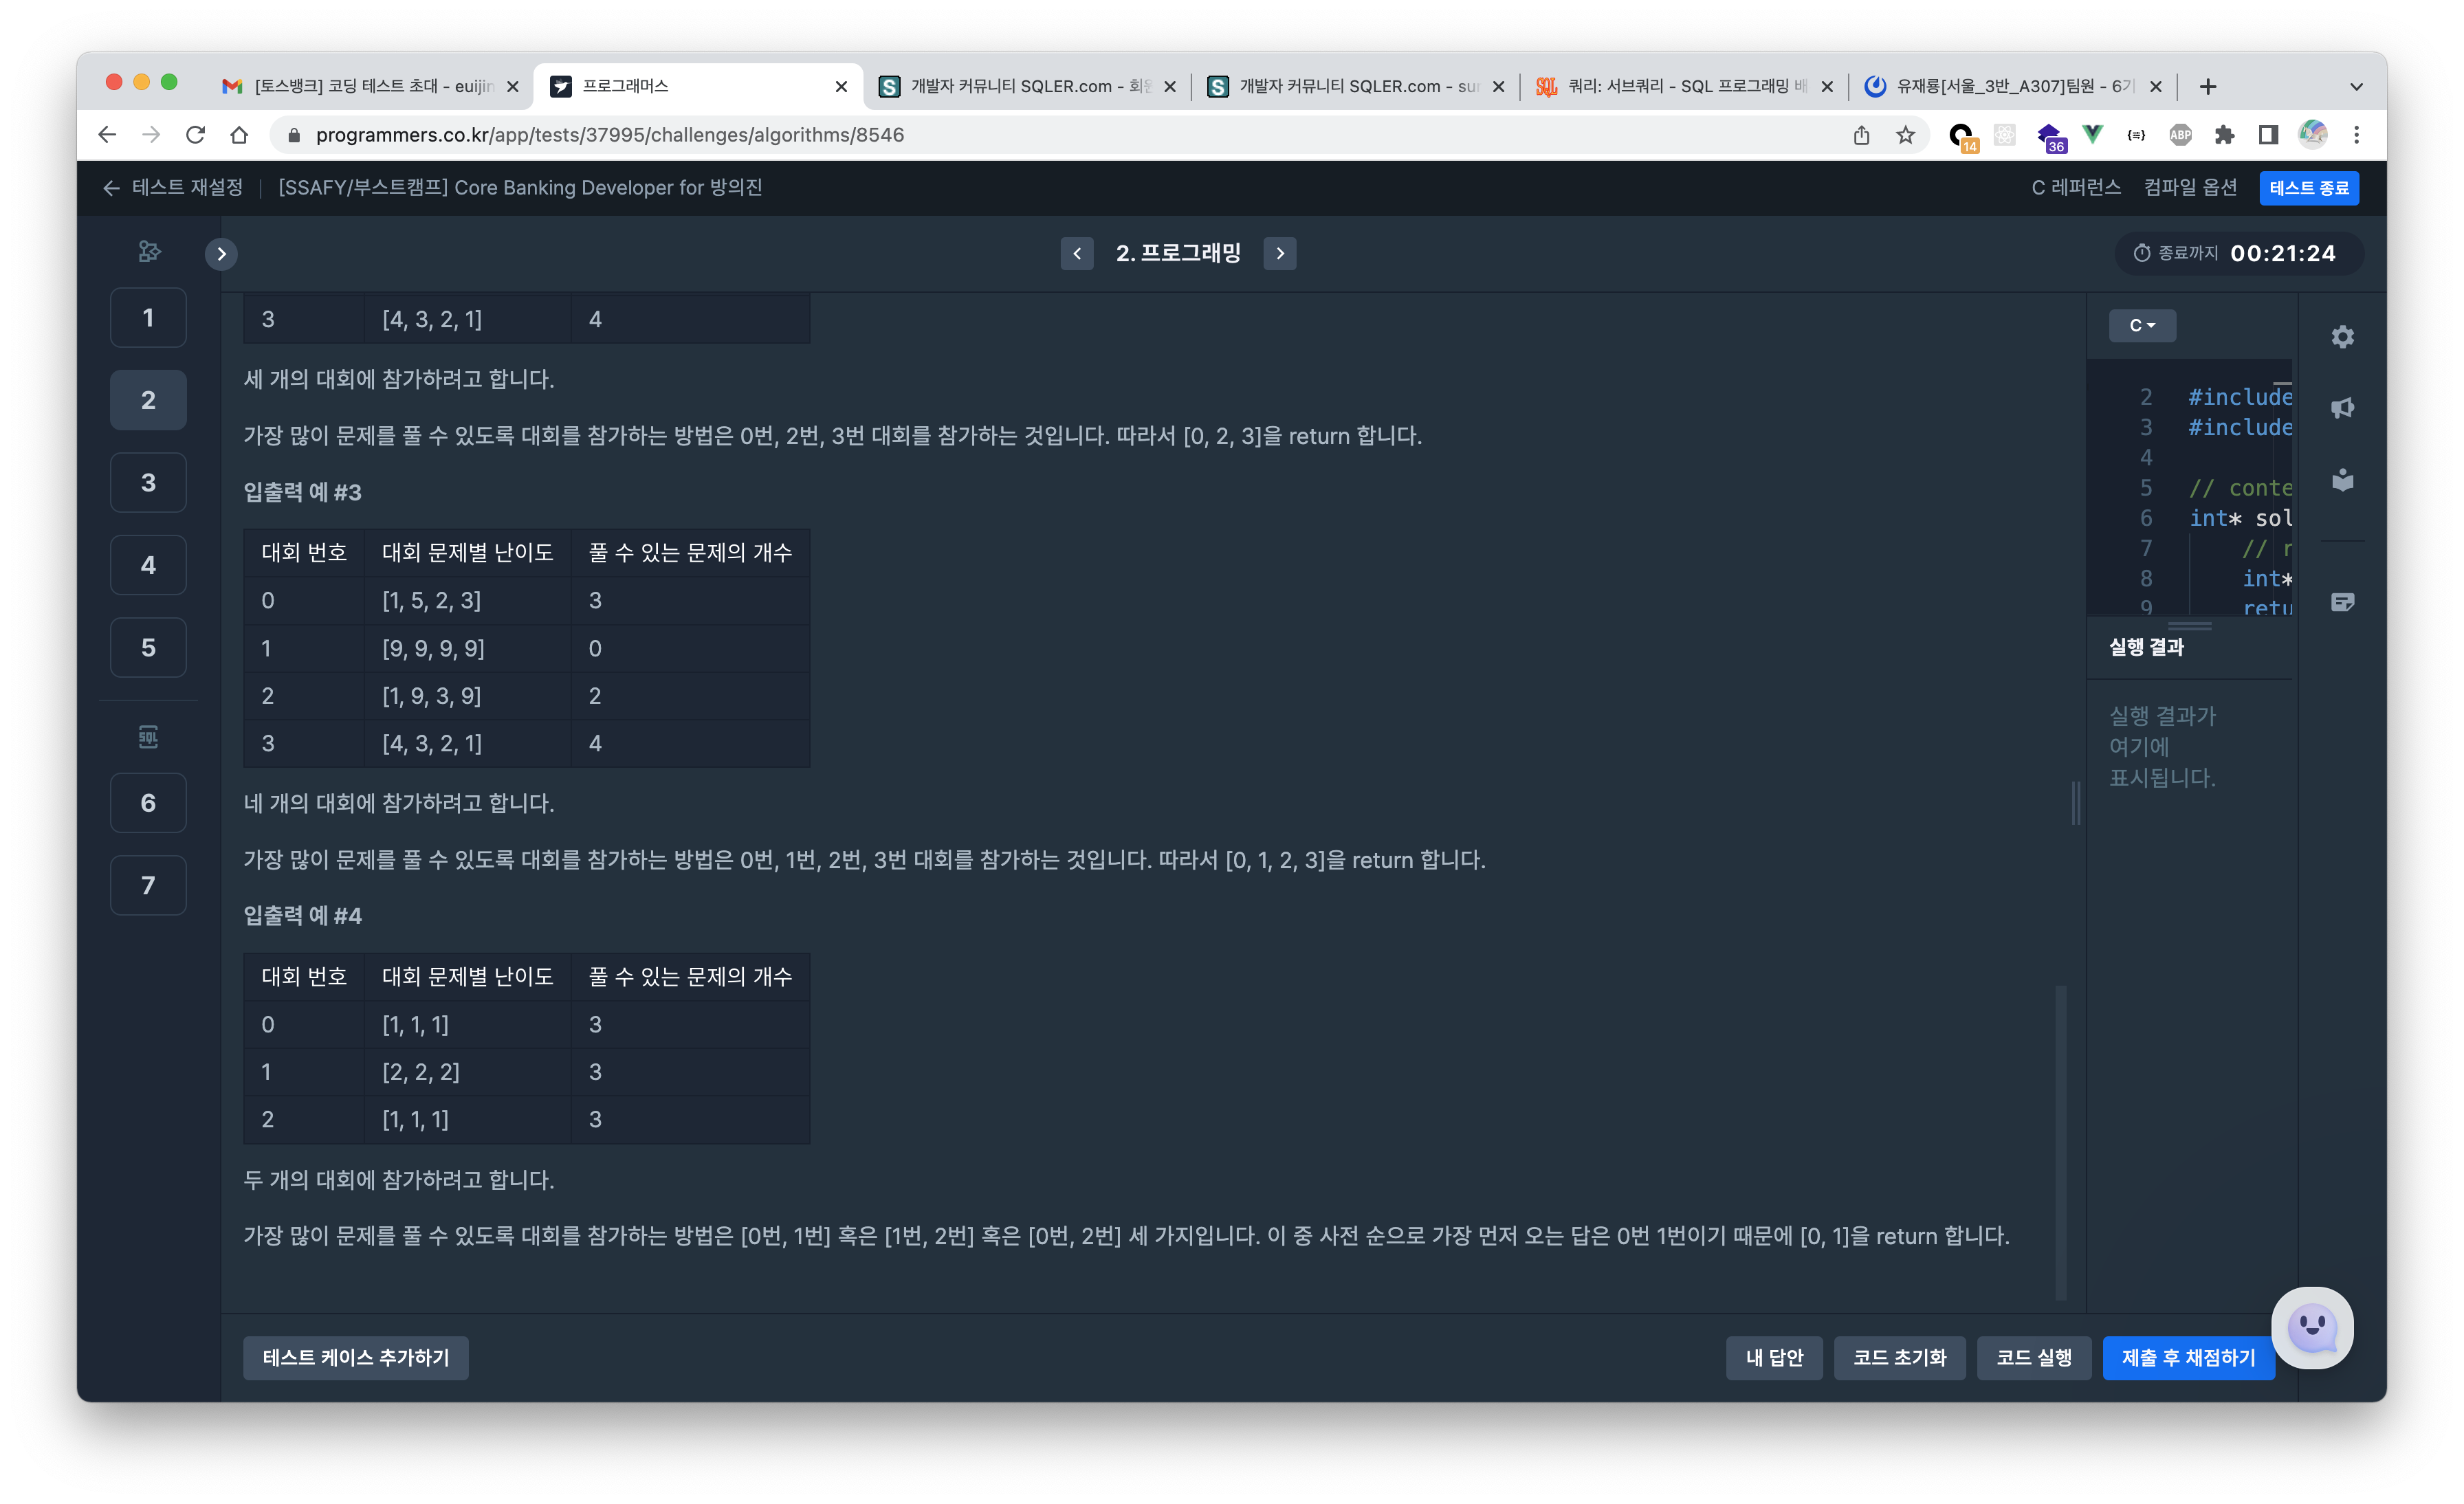 [토스뱅크] 코딩 테스트 초대 - euijin
프로그래머스
개발자 커뮤니티 SQLER.com - 회원
개발자 커뮤니티 SQLER.com - sum
쿼리: 서브쿼리 - SQL 프로그래밍 배
유재룡[서울_3반_A307]팀원 - 6기
programmers.co.kr/app/tests/37995/challenges/algorithms/8546
14
36
ABP
테스트 재설정
[SSAFY/부스트캠프] Core Banking Developer for 방의진
C 레퍼런스
컴파일 옵션
테스트 종료
2. 프로그래밍
종료까지 00:21:24
1
2
3
4
5
SQL
6
7
3 [4, 3, 2, 1] 4
세 개의 대회에 참가하려고 합니다.
가장 많이 문제를 풀 수 있도록 대회를 참가하는 방법은 0번, 2번, 3번 대회를 참가하는 것입니다. 따라서 [0, 2, 3]을 return 합니다.
입출력 예 #3
대회 번호 대회 문제별 난이도 풀 수 있는 문제의 개수
0 [1, 5, 2, 3] 3
1 [9, 9, 9, 9] 0
2 [1, 9, 3, 9] 2
3 [4, 3, 2, 1] 4
네 개의 대회에 참가하려고 합니다.
가장 많이 문제를 풀 수 있도록 대회를 참가하는 방법은 0번, 1번, 2번, 3번 대회를 참가하는 것입니다. 따라서 [0, 1, 2, 3]을 return 합니다.
입출력 예 #4
대회 번호 대회 문제별 난이도 풀 수 있는 문제의 개수
0 [1, 1, 1] 3
1 [2, 2, 2] 3
2 [1, 1, 1] 3
두 개의 대회에 참가하려고 합니다.
가장 많이 문제를 풀 수 있도록 대회를 참가하는 방법은 [0번, 1번] 혹은 [1번, 2번] 혹은 [0번, 2번] 세 가지입니다. 이 중 사전 순으로 가장 먼저 오는 답은 0번 1번이기 때문에 [0, 1]을 return 합니다.
C
2 #include
3 #include
4
5 // conte
6 int* sol
7 // r
8 int*
9 retu
실행 결과
실행 결과가
여기에
표시됩니다.
테스트 케이스 추가하기
내 답안
코드 초기화
코드 실행
제출 후 채점하기